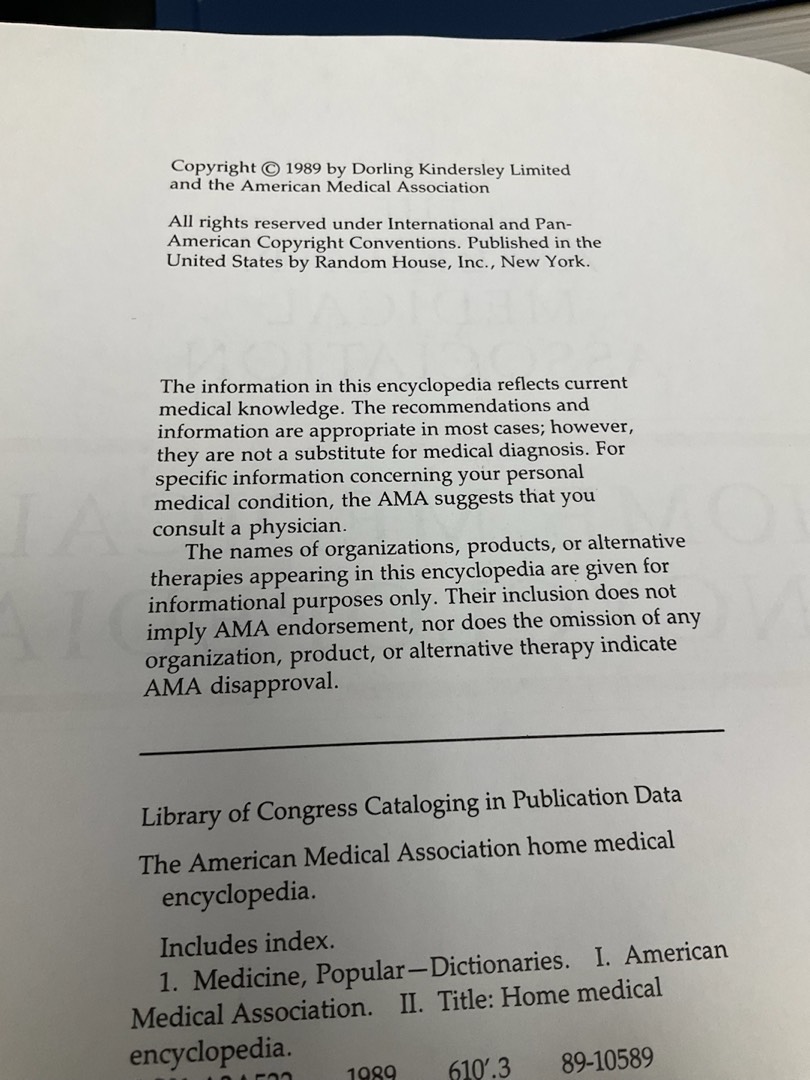 Copyright © 1989 by Dorling Kindersley Limited
and the American Medical Association
All rights reserved under International and Pan-
American Copyright Conventions. Published in the
United States by Random House, Inc., New York.
The information in this encyclopedia reflects current
medical knowledge. The recommendations and
information are appropriate in most cases; however,
they are not a substitute for medical diagnosis. For
specific information concerning your personal
medical condition, the AMA suggests that you
consult a physician.
The names of organizations, products, or alternative
therapies appearing in this encyclopedia are given for
informational purposes only. Their inclusion does not
imply AMA endorsement, nor does the omission of any
organization, product, or alternative therapy indicate
AMA disapproval.
Library of Congress Cataloging in Publication Data
The American Medical Association home medical
encyclopedia.
Includes index.
1. Medicine, Popular—Dictionaries. I. American
Medical Association. II. Title: Home medical
encyclopedia.
1989 610′.3 89-10589